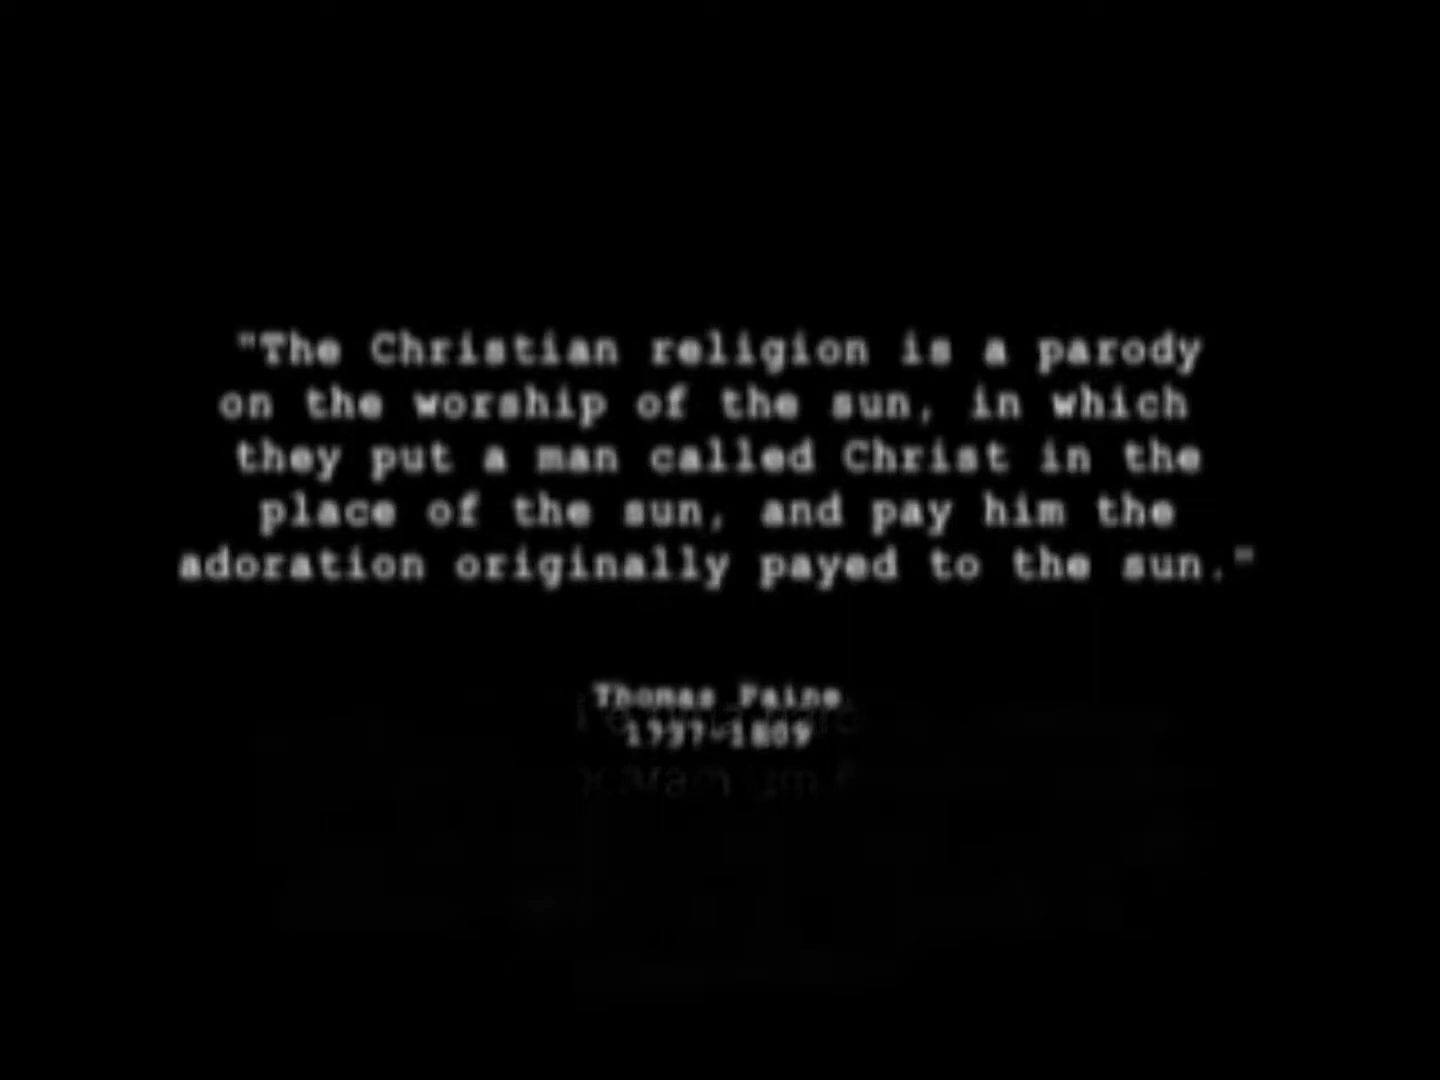 "The Christian religion is a parody
on the worship of the sun, in which
they put a man called Christ in the
place of the sun, and pay him the
adoration originally payed to the sun."
Thomas Paine
1737-1809